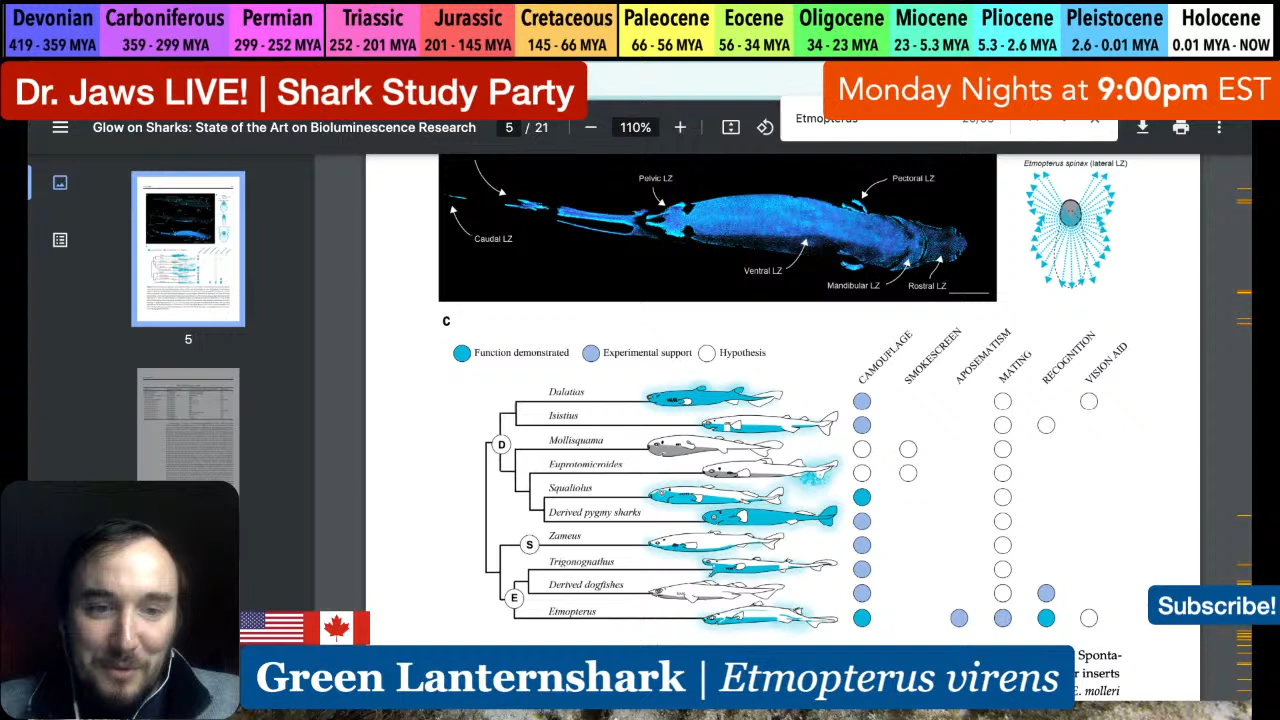 Devonian Carboniferous Permian Triassic Jurassic Cretaceous Paleocene Eocene Oligocene Miocene Pliocene Pleistocene Holocene
419 - 359 MYA 359 - 299 MYA 299 - 252 MYA 252 - 201 MYA 201 - 145 MYA 145 - 66 MYA 66 - 56 MYA 56 - 34 MYA 34 - 23 MYA 23 - 5.3 MYA 5.3 - 2.6 MYA 2.6 - 0.01 MYA 0.01 MYA - NOW
Dr. Jaws LIVE! | Shark Study Party
Monday Nights at 9:00pm EST
Glow on Sharks: State of the Art on Bioluminescence Research 5 / 21 110%
Etmopterus
5
Pelvic LZ
Pectoral LZ
Caudal LZ
Ventral LZ
Mandibular LZ
Rostral LZ
Etmopterus spinax (lateral LZ)
C
Function demonstrated Experimental support Hypothesis
CAMOUFLAGE SMOKESCREEN APOSEMATISM MATING RECOGNITION VISION AID
Dalatias
Isistius
D
Mollisquama
Euprotomicroides
Squaliolus
Derived pygmy sharks
Zameus
S
Trigonognathus
Derived dogfishes
E
Etmopterus
Subscribe!
Sponta-
r inserts
E. molleri
Green Lanternshark | Etmopterus virens